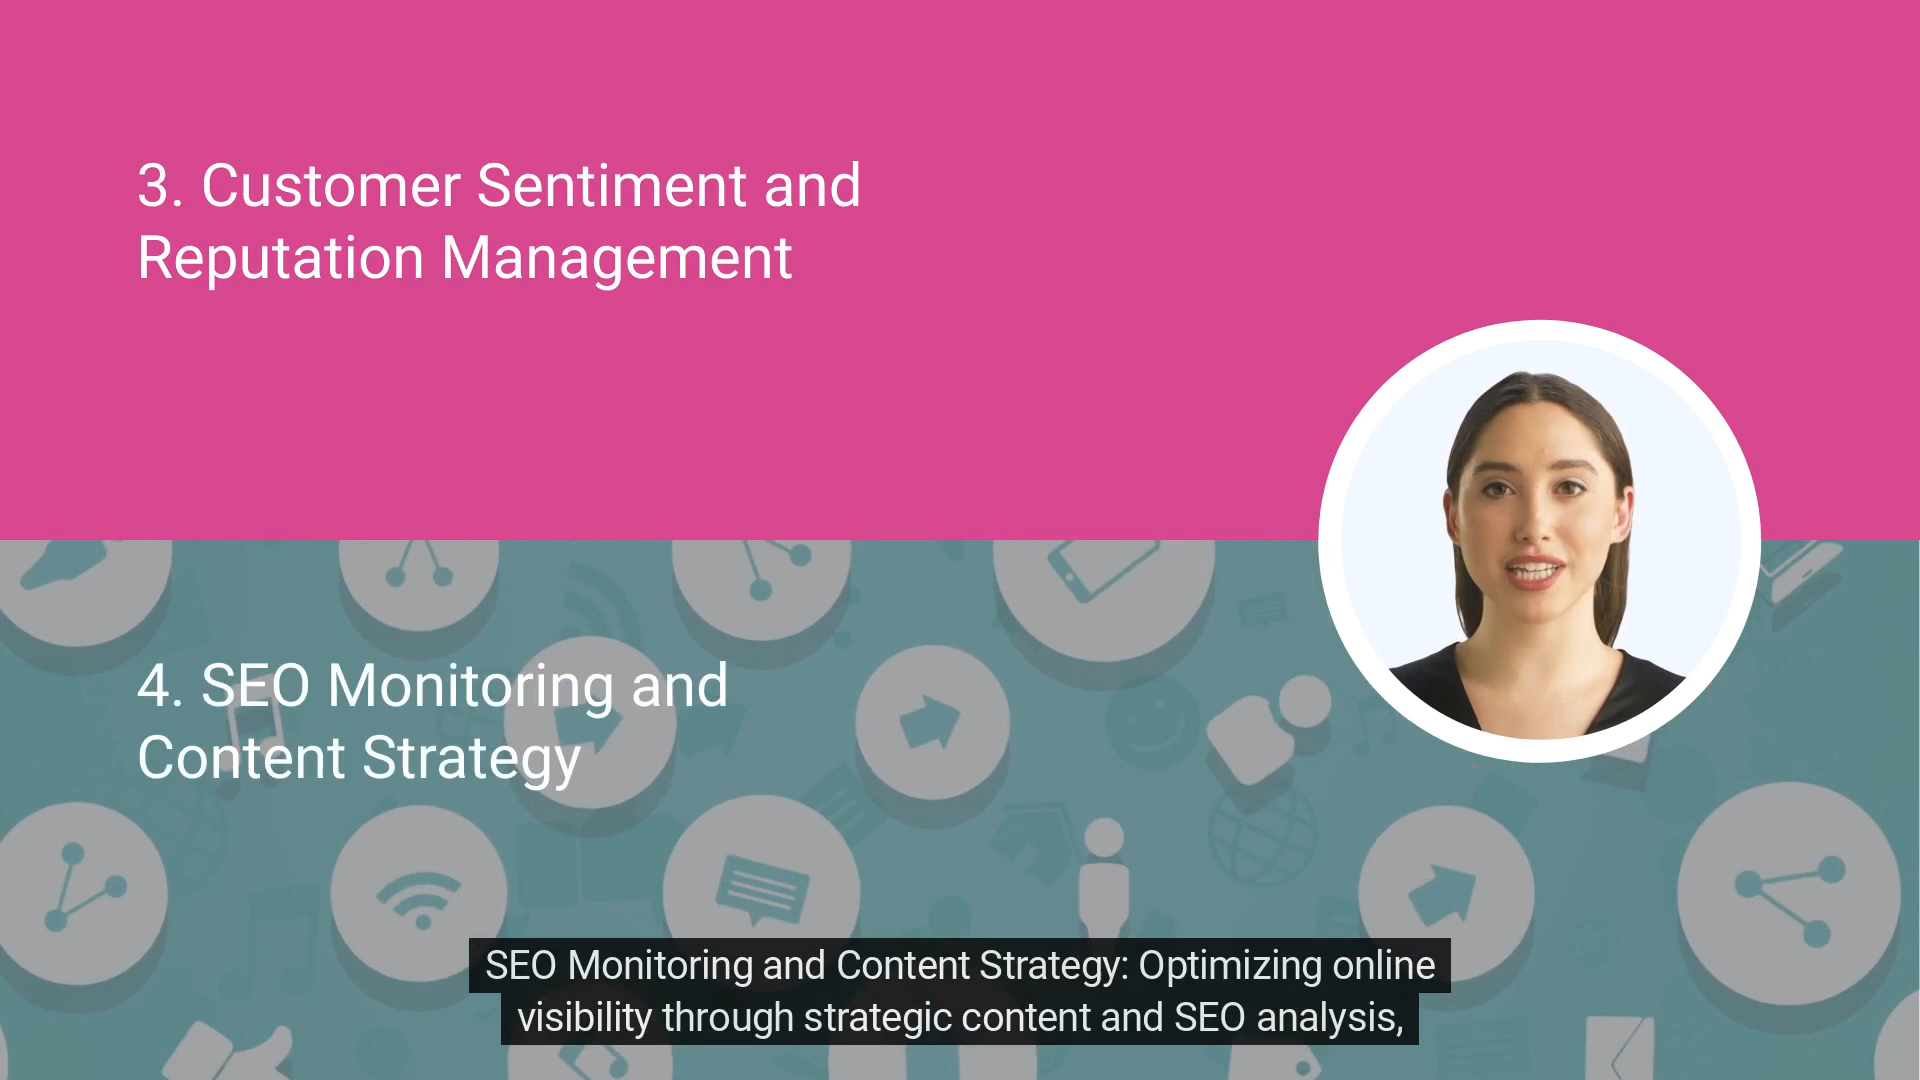 3. Customer Sentiment and
Reputation Management
4. SEO Monitoring and
Content Strategy
SEO Monitoring and Content Strategy: Optimizing online
visibility through strategic content and SEO analysis,